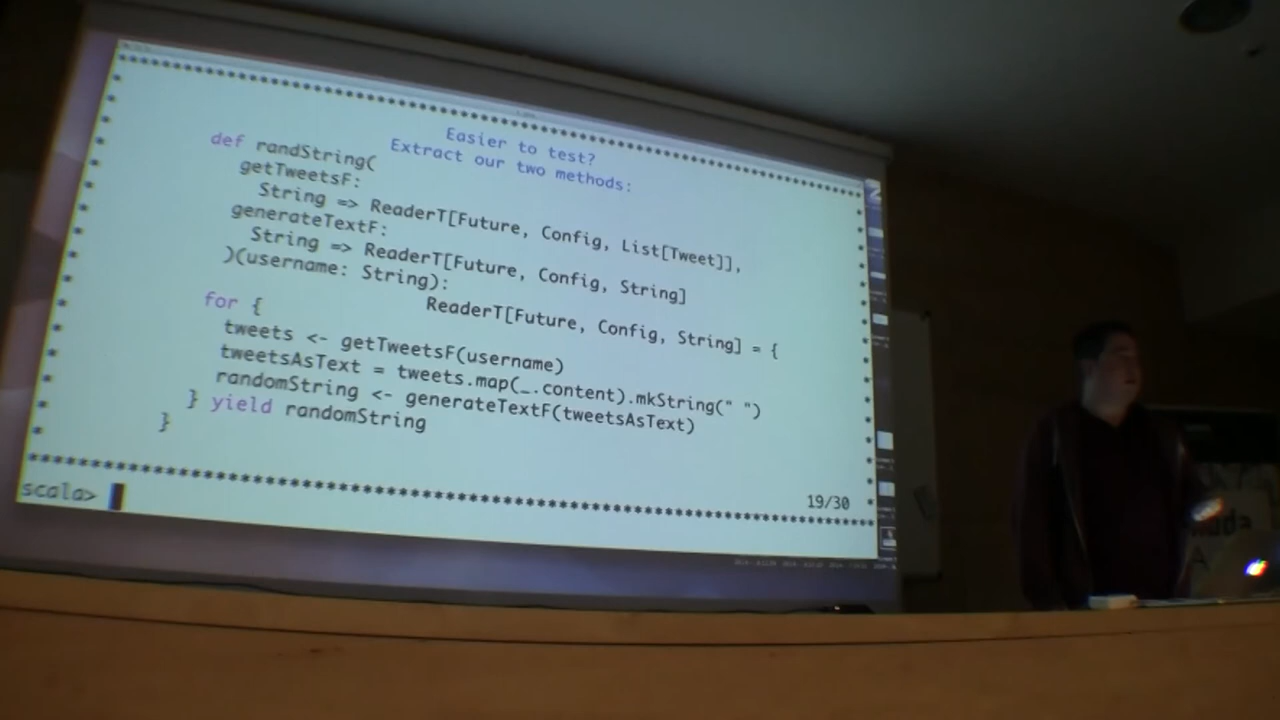 Easier to test?
Extract our two methods:
def randString(
getTweetsF:
String => ReaderT[Future, Config, List[Tweet]],
generateTextF:
String => ReaderT[Future, Config, String]
)(username: String):
ReaderT[Future, Config, String] = {
for {
tweets <- getTweetsF(username)
tweetsAsText = tweets.map(_.content).mkString(" ")
randomString <- generateTextF(tweetsAsText)
} yield randomString
}
19/30
scala>